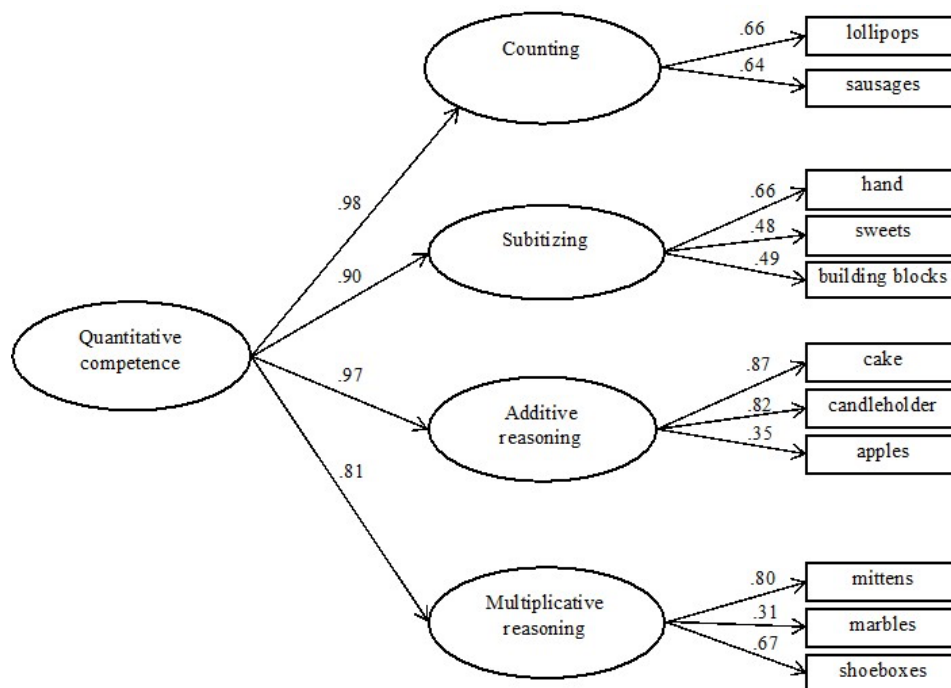 Counting
.66
lollipops
.64
sausages
.98
Subitizing
.66
hand
.48
sweets
.49
building blocks
.90
Quantitative
competence
.97
Additive
reasoning
.87
cake
.82
candleholder
.35
apples
.81
Multiplicative
reasoning
.80
mittens
.31
marbles
.67
shoeboxes